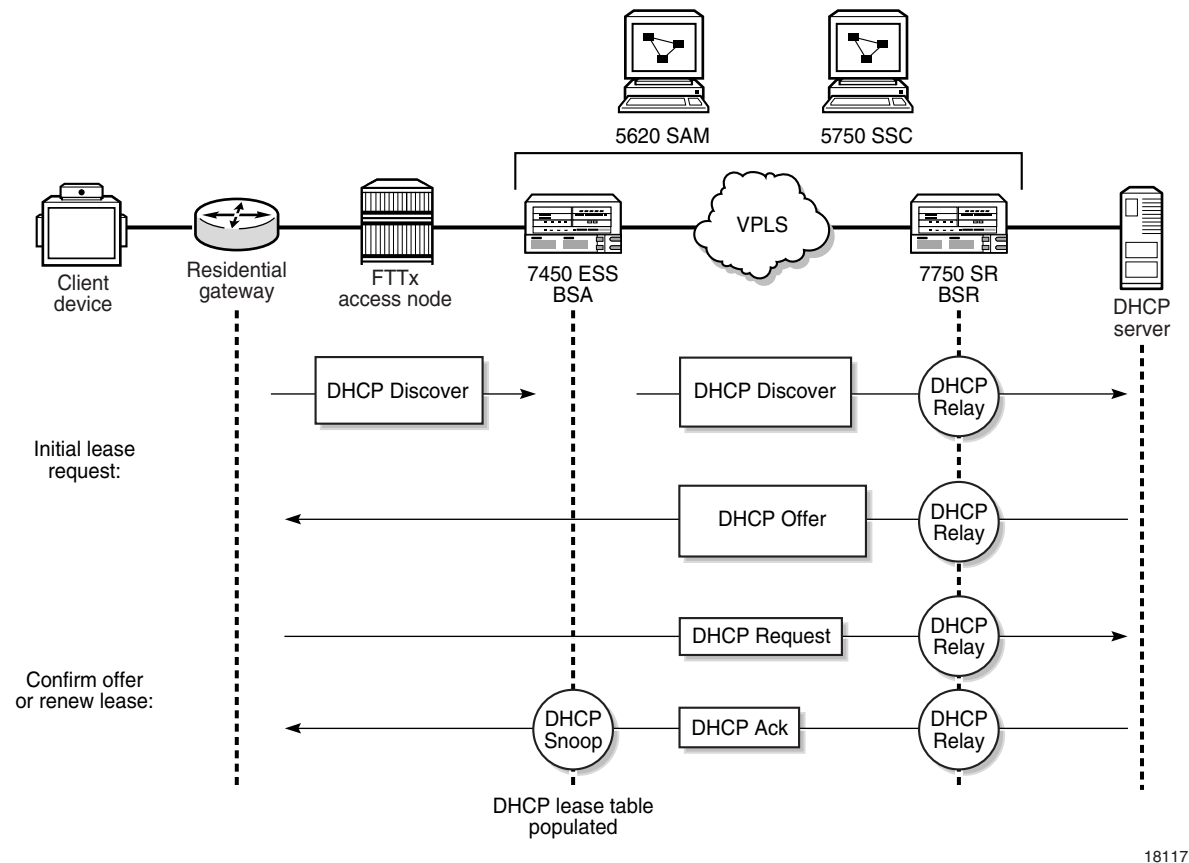 5620 SAM
5750 SSC
VPLS
Client
device
Residential
gateway
FTTx
access node
7450 ESS
BSA
7750 SR
BSR
DHCP
server
DHCP Discover
DHCP Discover
DHCP
Relay
Initial lease
request:
DHCP Offer
DHCP
Relay
DHCP Request
DHCP
Relay
Confirm offer
or renew lease:
DHCP
Snoop
DHCP Ack
DHCP
Relay
DHCP lease table
populated
18117